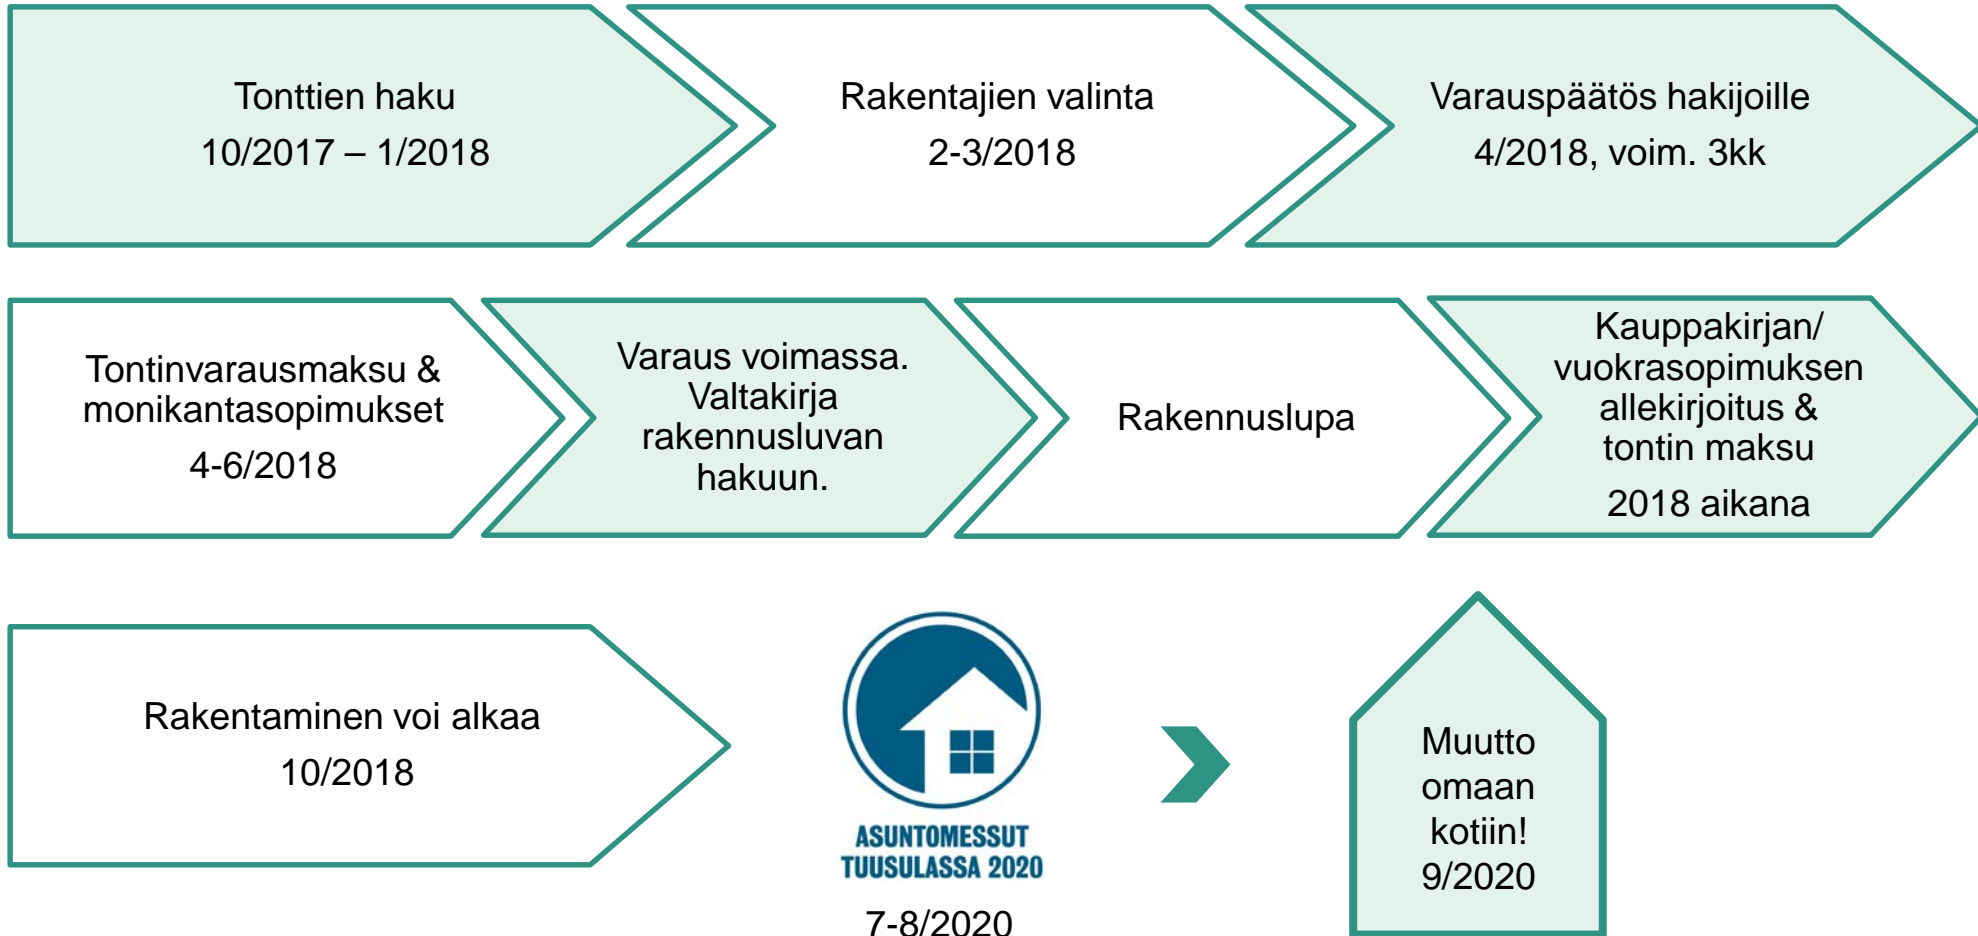 Tonttien haku
10/2017 – 1/2018
Rakentajien valinta
2-3/2018
Varauspäätös hakijoille
4/2018, voim. 3kk
Tontinvarausmaksu &
monikantasopimukset
4-6/2018
Varaus voimassa.
Valtakirja
rakennusluvan
hakuun.
Rakennuslupa
Kauppakirjan/
vuokrasopimuksen
allekirjoitus &
tontin maksu
2018 aikana
Rakentaminen voi alkaa
10/2018
ASUNTOMESSUT
TUUSULASSA 2020
7-8/2020
Muutto
omaan
kotiin!
9/2020